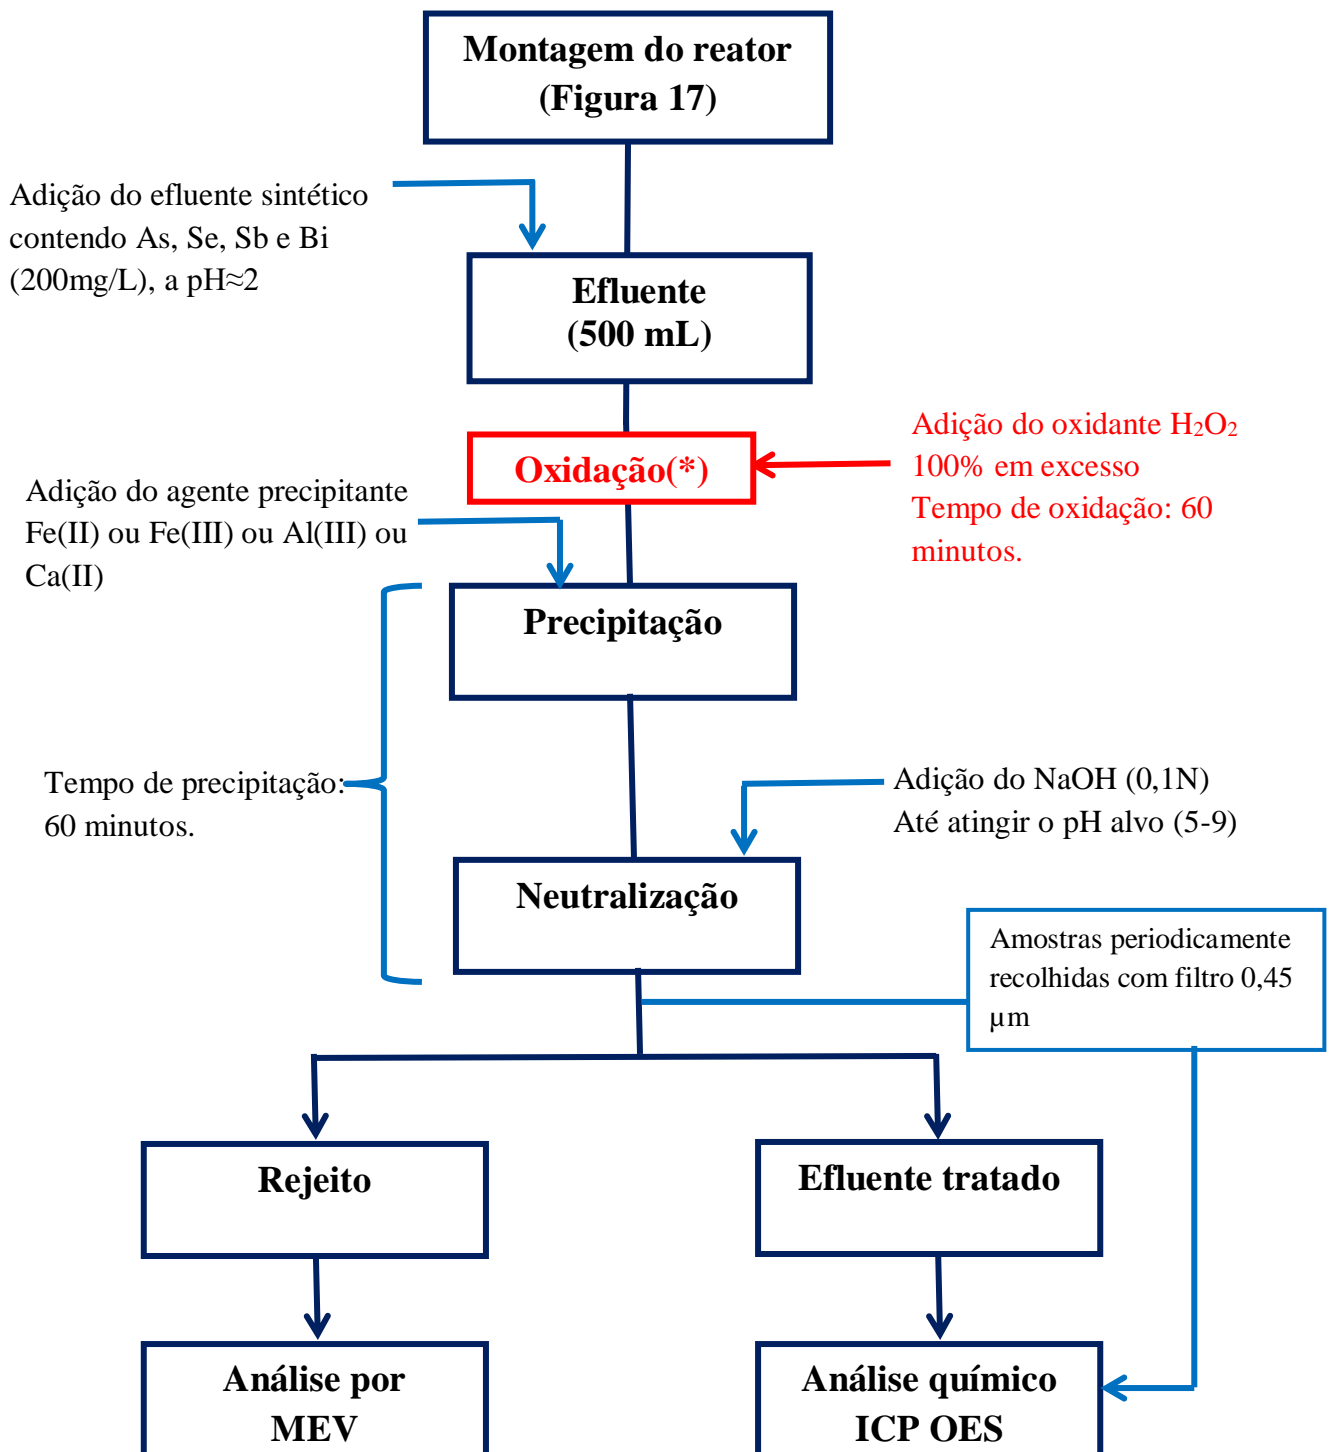 Montagem do reator
(Figura 17)
Adição do efluente sintético
contendo As, Se, Sb e Bi
(200mg/L), a pH≈2
Efluente
(500 mL)
Oxidação(*)
Adição do oxidante H₂O₂
100% em excesso
Tempo de oxidação: 60
minutos.
Adição do agente precipitante
Fe(II) ou Fe(III) ou Al(III) ou
Ca(II)
Precipitação
Tempo de precipitação:
60 minutos.
Adição do NaOH (0,1N)
Até atingir o pH alvo (5-9)
Neutralização
Amostras periodicamente
recolhidas com filtro 0,45
µm
Rejeito
Efluente tratado
Análise por
MEV
Análise químico
ICP OES